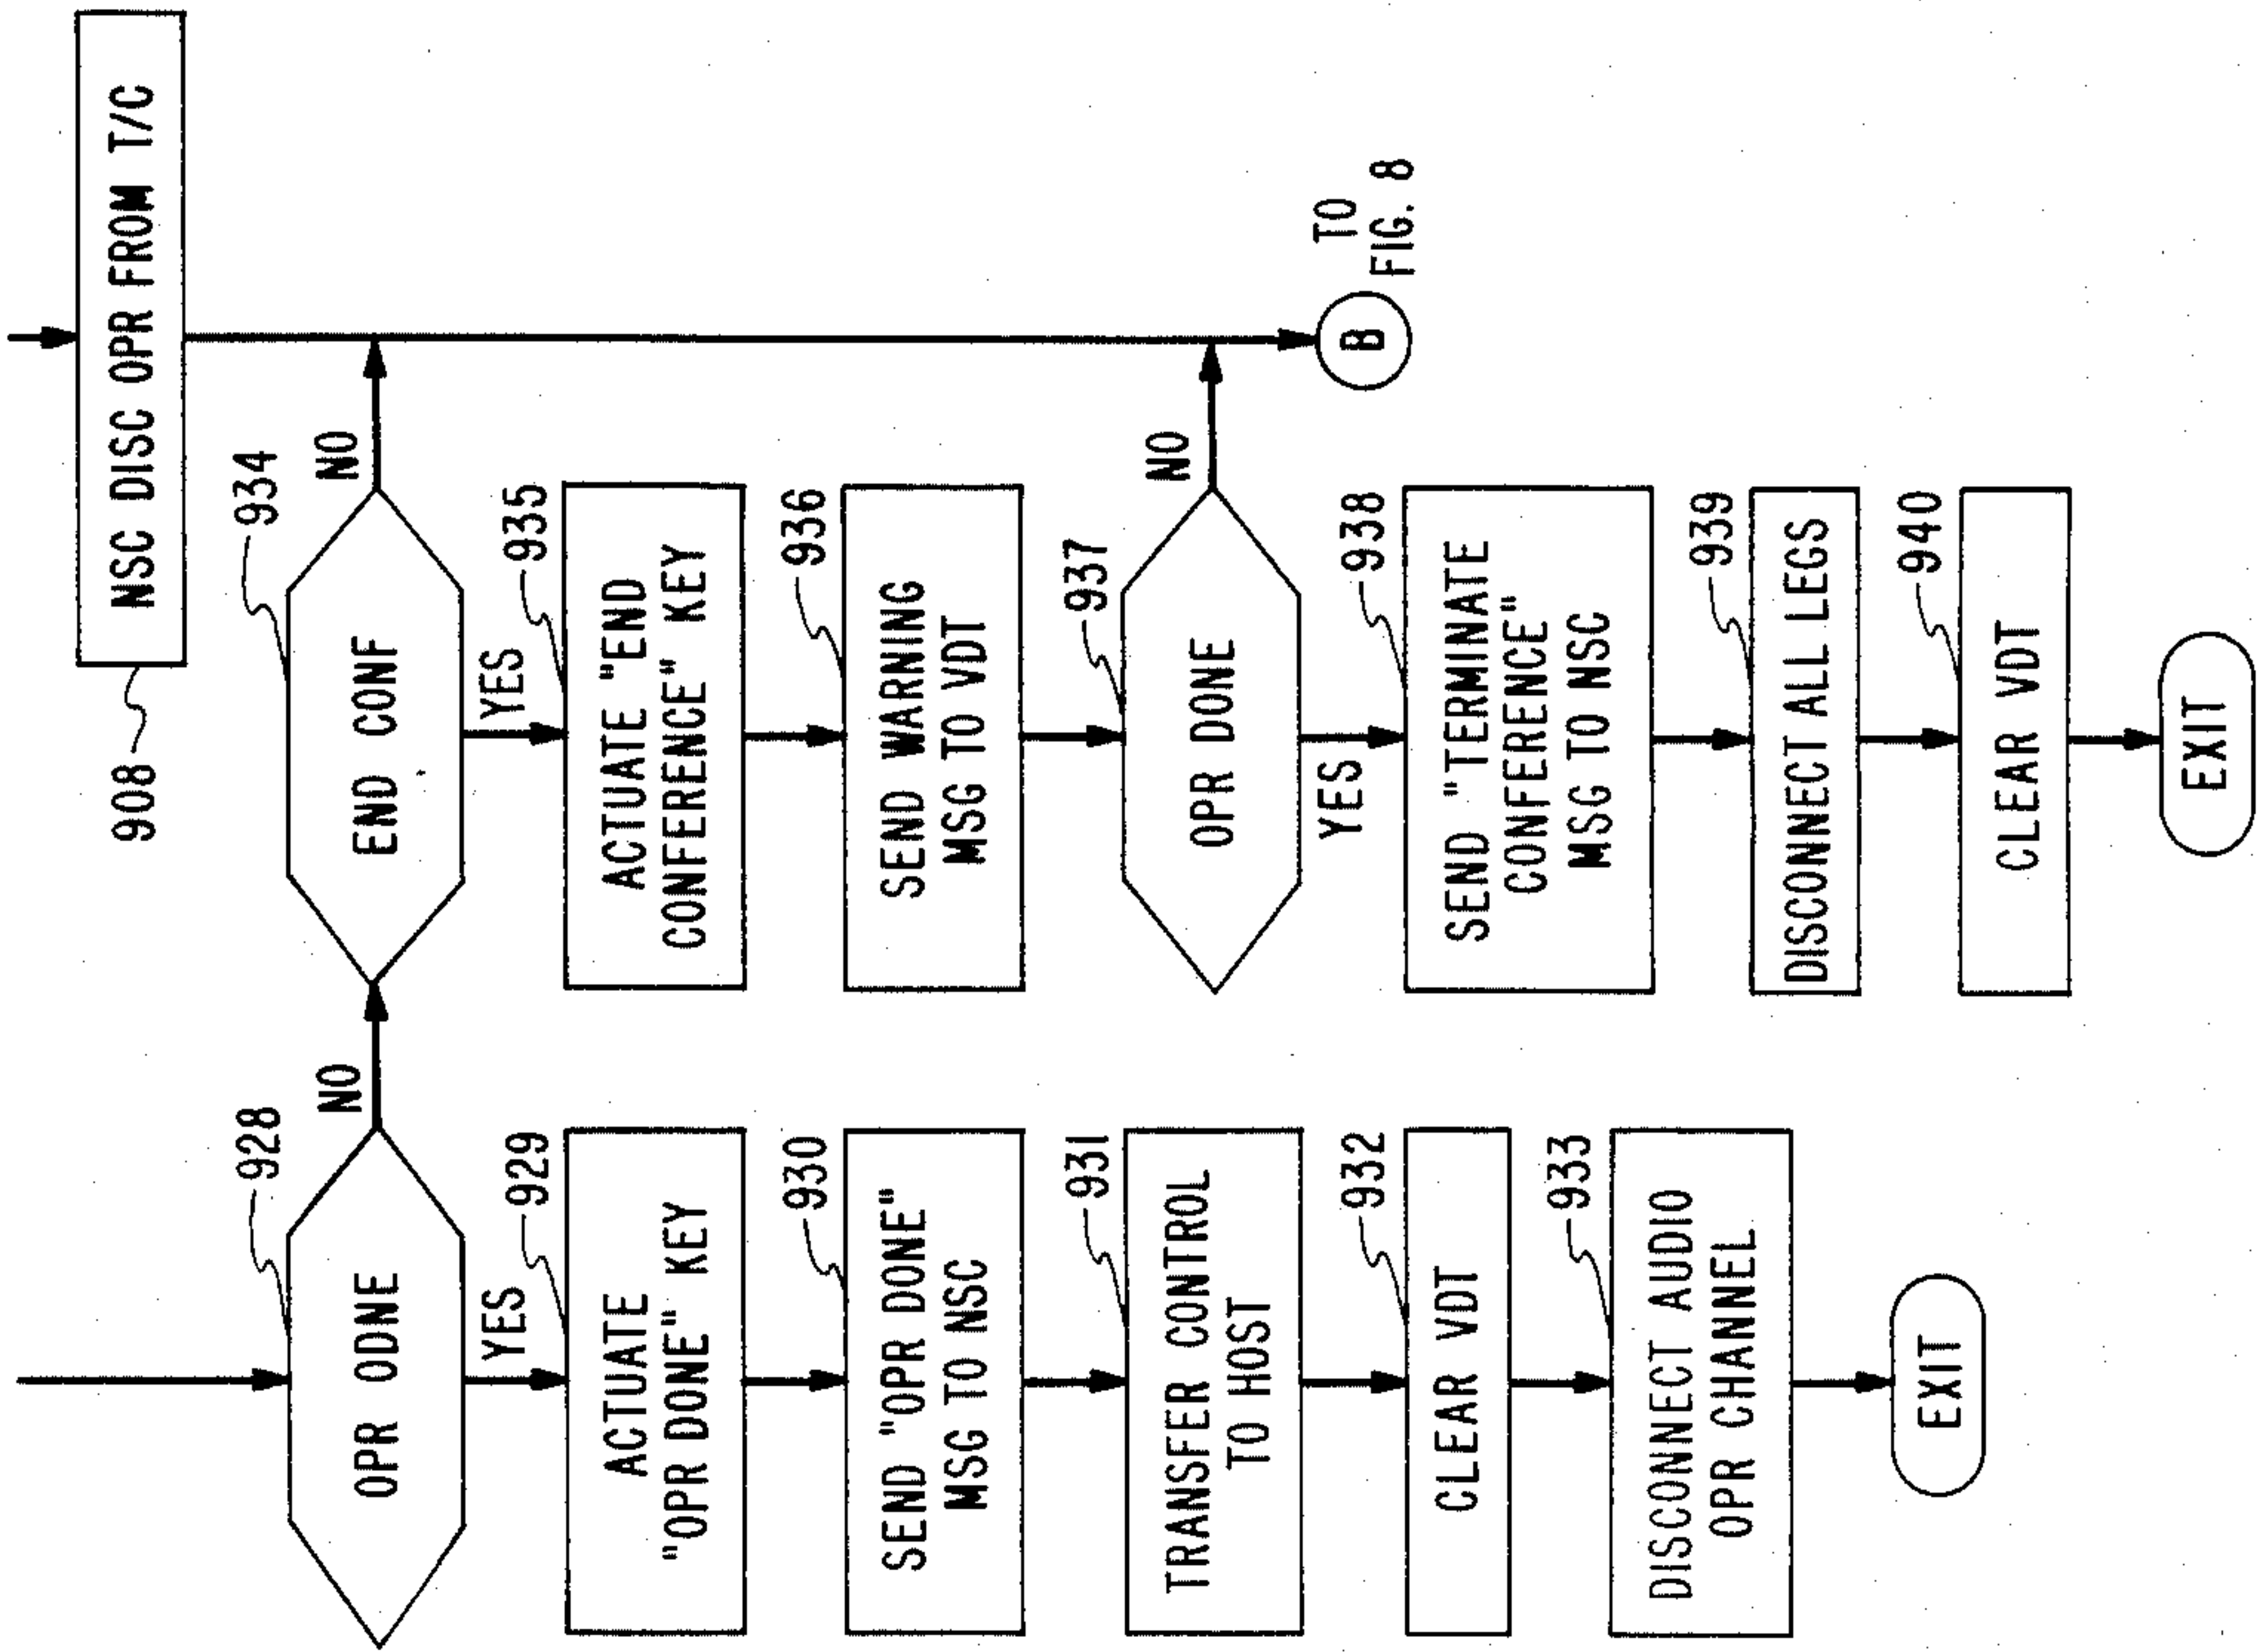 908
NSC DISC OPR FROM T/C
928
OPR ODNE
NO
YES
929
ACTUATE
"OPR DONE" KEY
930
SEND "OPR DONE"
MSG TO NSC
931
TRANSFER CONTROL
TO HOST
932
CLEAR VDT
933
DISCONNECT AUDIO
OPR CHANNEL
EXIT
934
END CONF
NO
YES
935
ACTUATE "END
CONFERENCE" KEY
936
SEND WARNING
MSG TO VDT
937
OPR DONE
NO
YES
938
SEND "TERMINATE
CONFERENCE"
MSG TO NSC
939
DISCONNECT ALL LEGS
940
CLEAR VDT
EXIT
B
TO
FIG. 8